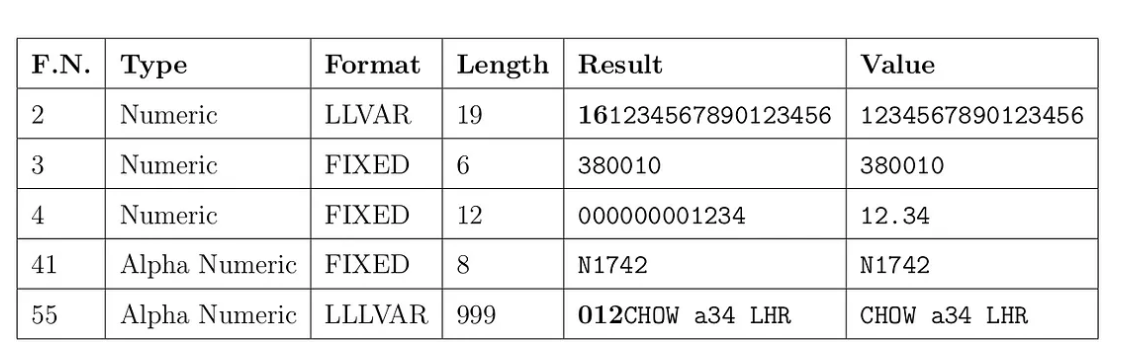 F.N. Type Format Length Result Value
2 Numeric LLVAR 19 161234567890123456 1234567890123456
3 Numeric FIXED 6 380010 380010
4 Numeric FIXED 12 000000001234 12.34
41 Alpha Numeric FIXED 8 N1742 N1742
55 Alpha Numeric LLLVAR 999 012CHOW a34 LHR CHOW a34 LHR